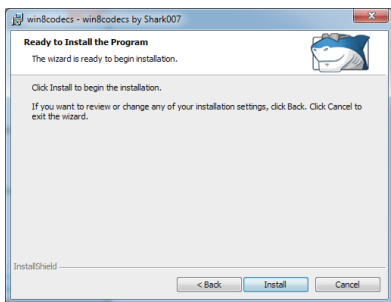 win8codecs - win8codecs by Shark007
Ready to Install the Program
The wizard is ready to begin installation.
Click Install to begin the installation.
If you want to review or change any of your installation settings, click Back. Click Cancel to
exit the wizard.
InstallShield
< Back Install Cancel